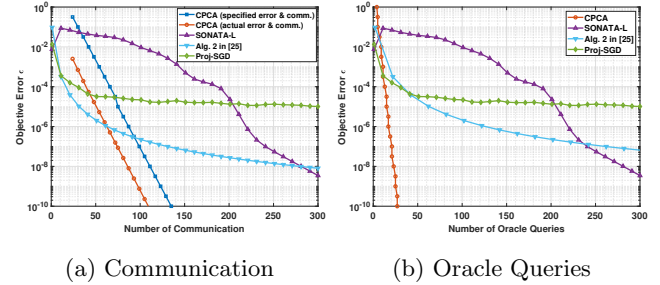 CPCA (specified error & comm.)
CPCA (actual error & comm.)
SONATA-L
Alg. 2 in [25]
Proj-SGD
10^0
10^-2
10^-4
10^-6
10^-8
10^-10
Objective Error ϵ
0 50 100 150 200 250 300
Number of Communication
(a) Communication
CPCA
SONATA-L
Alg. 2 in [25]
Proj-SGD
10^0
10^-2
10^-4
10^-6
10^-8
10^-10
Objective Error ϵ
0 50 100 150 200 250 300
Number of Oracle Queries
(b) Oracle Queries